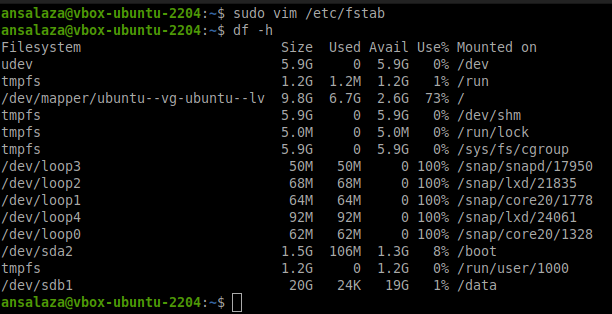 ansalaza@vbox-ubuntu-2204:~$ sudo vim /etc/fstab
ansalaza@vbox-ubuntu-2204:~$ df -h
Filesystem                         Size  Used Avail Use% Mounted on
udev                               5.9G     0  5.9G   0% /dev
tmpfs                              1.2G  1.2M  1.2G   1% /run
/dev/mapper/ubuntu--vg-ubuntu--lv  9.8G  6.7G  2.6G  73% /
tmpfs                              5.9G     0  5.9G   0% /dev/shm
tmpfs                              5.0M     0  5.0M   0% /run/lock
tmpfs                              5.9G     0  5.9G   0% /sys/fs/cgroup
/dev/loop3                          50M   50M     0 100% /snap/snapd/17950
/dev/loop2                          68M   68M     0 100% /snap/lxd/21835
/dev/loop1                          64M   64M     0 100% /snap/core20/1778
/dev/loop4                          92M   92M     0 100% /snap/lxd/24061
/dev/loop0                          62M   62M     0 100% /snap/core20/1328
/dev/sda2                          1.5G  106M  1.3G   8% /boot
tmpfs                              1.2G     0  1.2G   0% /run/user/1000
/dev/sdb1                           20G   24K   19G   1% /data
ansalaza@vbox-ubuntu-2204:~$